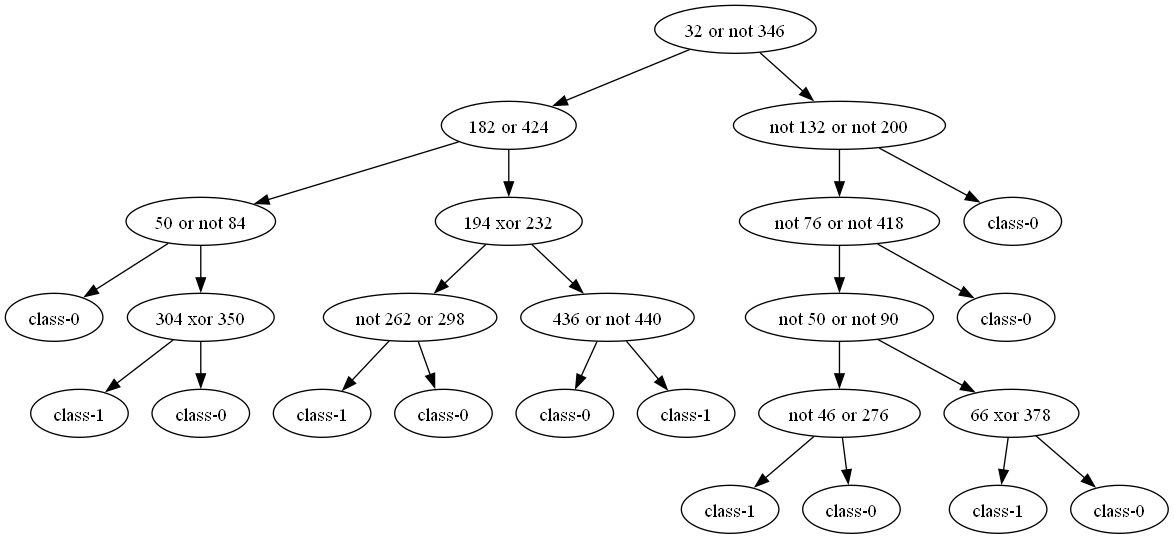 32 or not 346
182 or 424
not 132 or not 200
50 or not 84
194 xor 232
not 76 or not 418
class-0
class-0
304 xor 350
not 262 or 298
436 or not 440
not 50 or not 90
class-0
class-1
class-0
class-1
class-0
class-0
class-1
not 46 or 276
66 xor 378
class-1
class-0
class-1
class-0